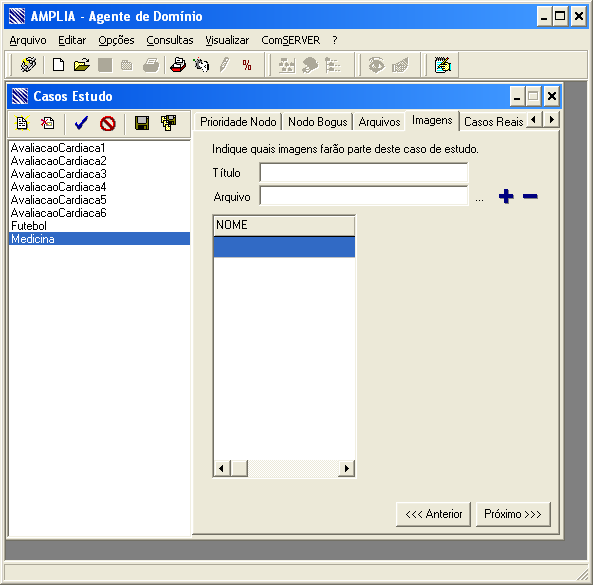 AMPLIA - Agente de Domínio
Arquivo Editar Opções Consultas Visualizar ComSERVER ?
%
Casos Estudo
Prioridade Nodo Nodo Bogus Arquivos Imagens Casos Reais
AvaliacaoCardiaca1
AvaliacaoCardiaca2
AvaliacaoCardiaca3
AvaliacaoCardiaca4
AvaliacaoCardiaca5
AvaliacaoCardiaca6
Futebol
Medicina
Indique quais imagens farão parte deste caso de estudo.
Título
Arquivo ...
NOME
<<< Anterior Próximo >>>